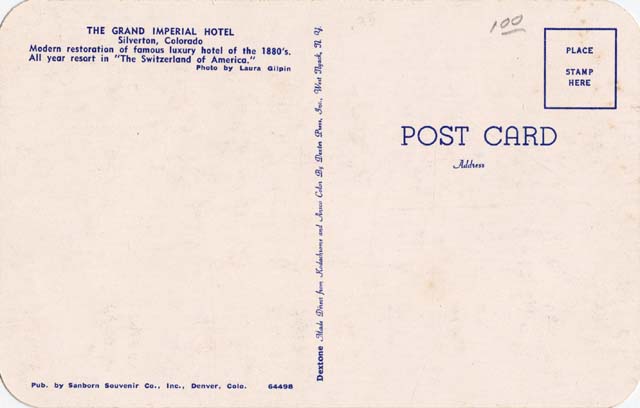 THE GRAND IMPERIAL HOTEL
Silverton, Colorado
Modern restoration of famous luxury hotel of the 1880's.
All year resort in "The Switzerland of America."
Photo by Laura Gilpin
Pub. by Sanborn Souvenir Co., Inc., Denver, Colo. 64498
Dextone Made Direct from Kodachrome and Ansco Color By Dexter Press, Inc., West Nyack, N. Y.
100
PLACE
STAMP
HERE
POST CARD
Address